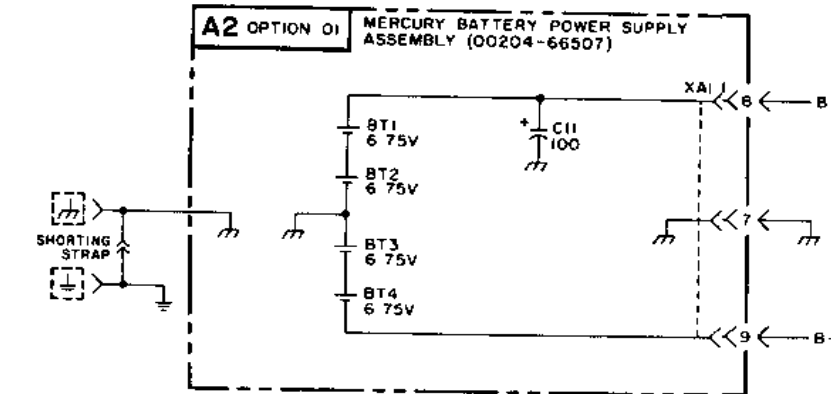 A2 OPTION 01
MERCURY BATTERY POWER SUPPLY
ASSEMBLY (00204-66507)
XA1 1
8
B
BT1
6 75V
+
C11
100
BT2
6 75V
7
SHORTING
STRAP
BT3
6 75V
BT4
6 75V
9
B-